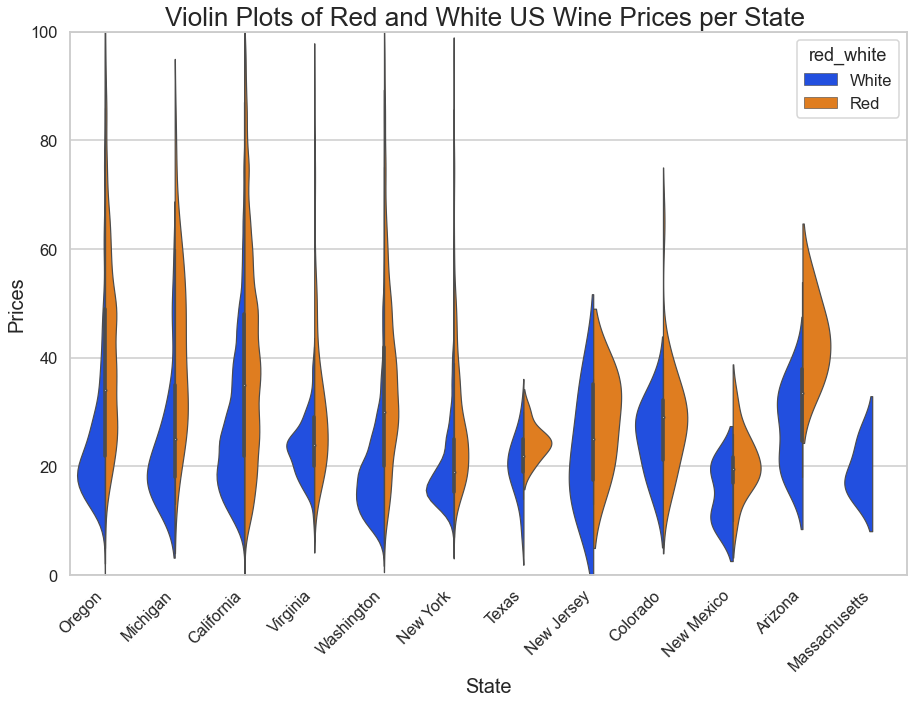 Violin Plots of Red and White US Wine Prices per State
red_white
White
Red
100
80
60
40
20
0
Prices
Oregon
Michigan
California
Virginia
Washington
New York
Texas
New Jersey
Colorado
New Mexico
Arizona
Massachusetts
State